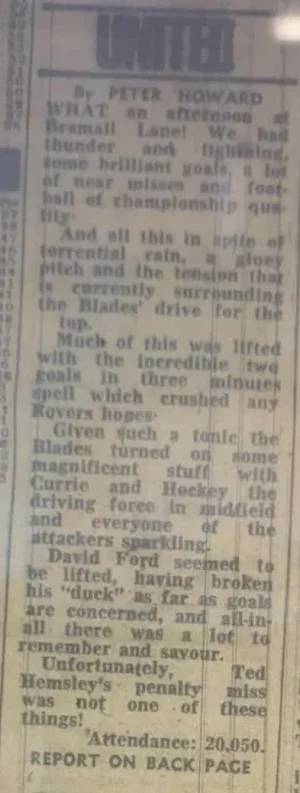 UNITED
By PETER HOWARD
WHAT an afternoon at
Bramall Lane! We had
thunder and lightning,
some brilliant goals, a lot
of near misses and foot-
ball of championship qua-
lity.
And all this in spite of
torrential rain, a gluey
pitch and the tension that
is currently surrounding
the Blades' drive for the
top.
Much of this was lifted
with the incredible two
goals in three minutes
spell which crushed any
Rovers hopes.
Given such a tonic the
Blades turned on some
magnificent stuff with
Currie and Hockey the
driving force in midfield
and everyone of the
attackers sparkling.
David Ford seemed to
be lifted, having broken
his "duck" as far as goals
are concerned, and all-in-
all there was a lot to
remember and savour.
Unfortunately, Ted
Hemsley's penalty miss
was not one of these
things!
Attendance: 20,050.
REPORT ON BACK PAGE